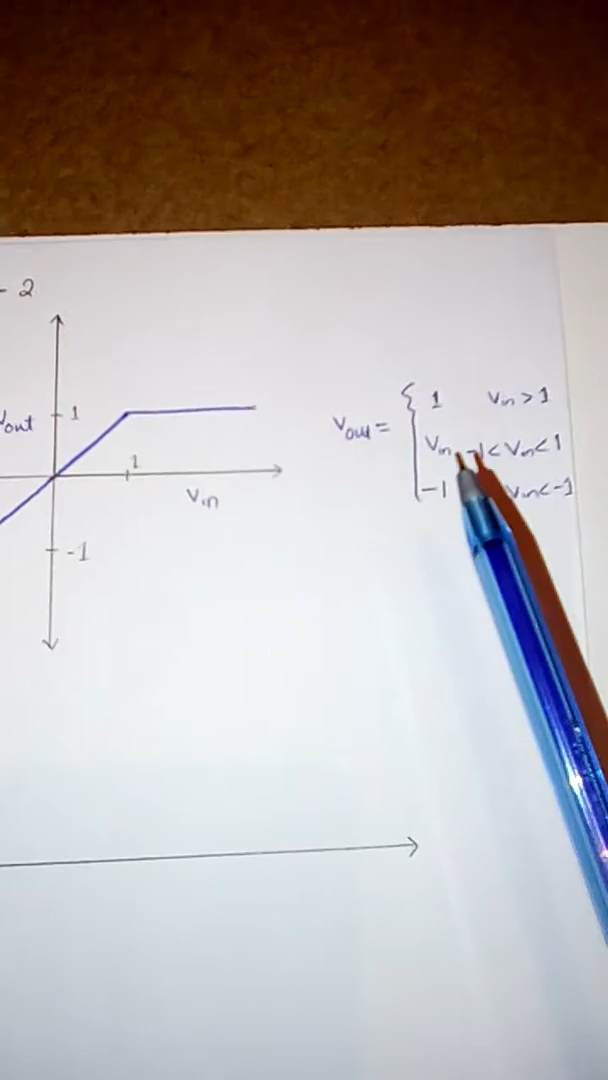 - 2
Vout
1
1
Vin
-1
Vout = { 1 Vin > 1
Vin -1 < Vin < 1
-1 Vin < -1